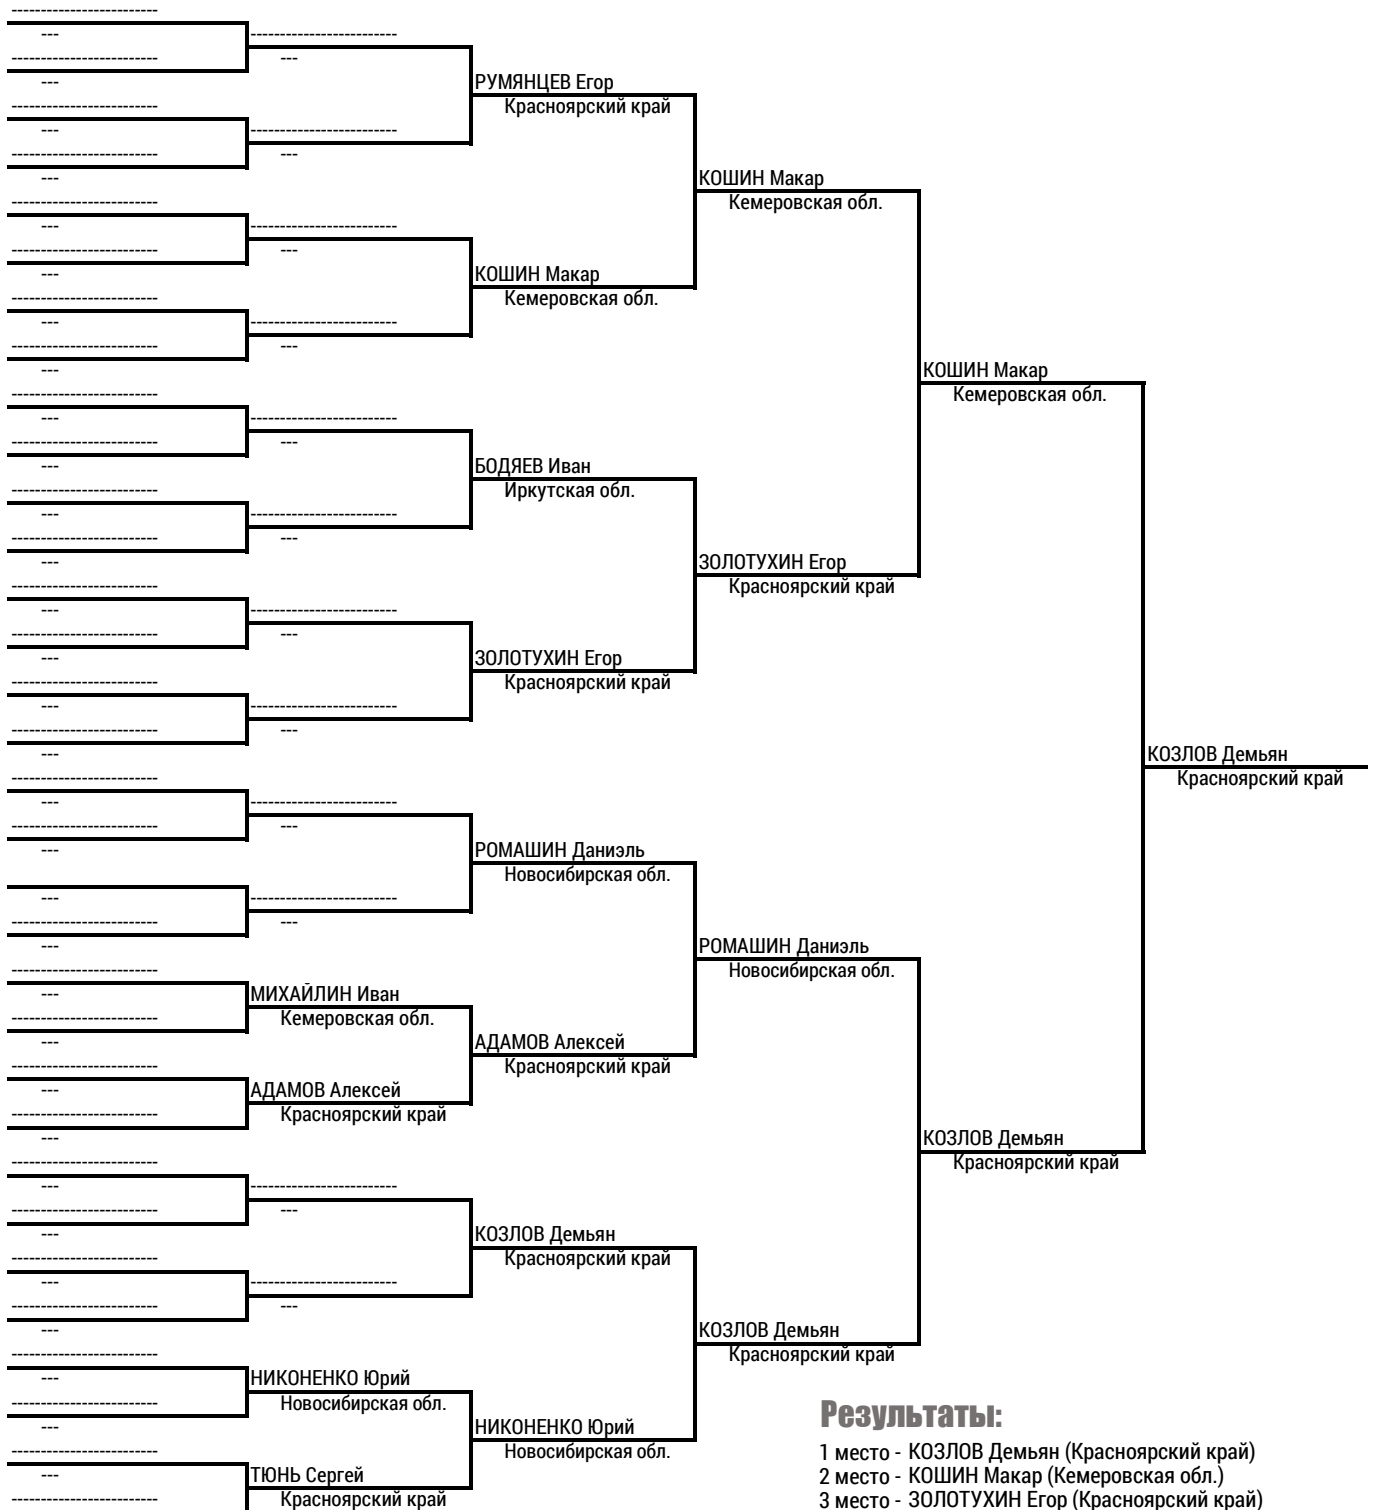 МИХАЙЛИН Иван
Кемеровская обл.
АДАМОВ Алексей
Красноярский край
НИКОНЕНКО Юрий
Новосибирская обл.
ТЮНЬ Сергей
Красноярский край
РУМЯНЦЕВ Егор
Красноярский край
КОШИН Макар
Кемеровская обл.
БОДЯЕВ Иван
Иркутская обл.
ЗОЛОТУХИН Егор
Красноярский край
РОМАШИН Даниэль
Новосибирская обл.
АДАМОВ Алексей
Красноярский край
КОЗЛОВ Демьян
Красноярский край
НИКОНЕНКО Юрий
Новосибирская обл.
КОШИН Макар
Кемеровская обл.
ЗОЛОТУХИН Егор
Красноярский край
РОМАШИН Даниэль
Новосибирская обл.
КОЗЛОВ Демьян
Красноярский край
КОШИН Макар
Кемеровская обл.
КОЗЛОВ Демьян
Красноярский край
КОЗЛОВ Демьян
Красноярский край
Результаты:
1 место - КОЗЛОВ Демьян (Красноярский край)
2 место - КОШИН Макар (Кемеровская обл.)
3 место - ЗОЛОТУХИН Егор (Красноярский край)